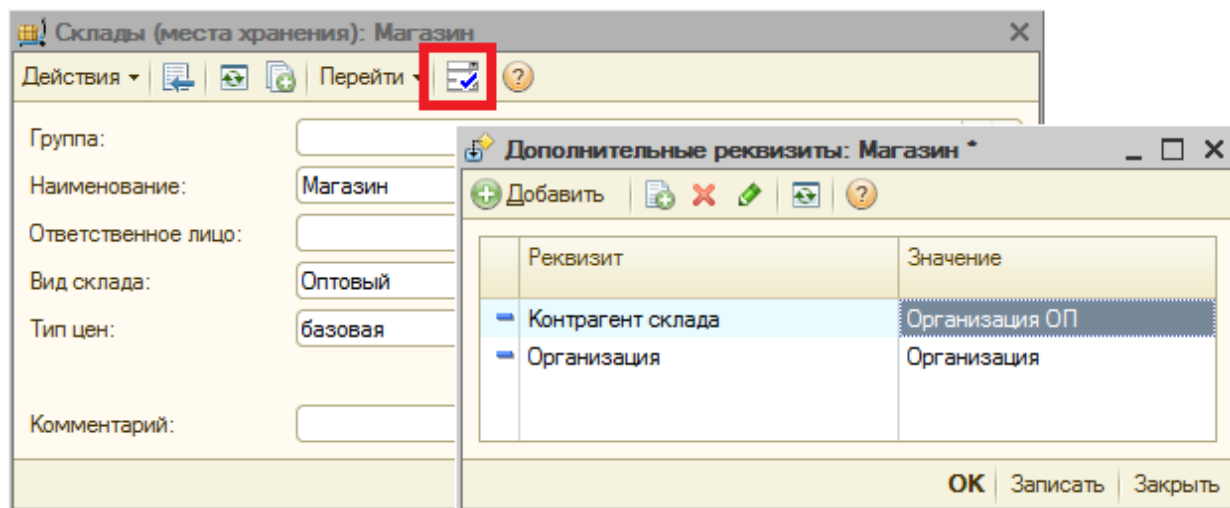 Склады (места хранения): Магазин
Действия Перейти
Группа:
Наименование: Магазин
Ответственное лицо:
Вид склада: Оптовый
Тип цен: базовая
Комментарий:
Дополнительные реквизиты: Магазин *
Добавить
Реквизит Значение
Контрагент склада Организация ОП
Организация Организация
ОК Записать Закрыть